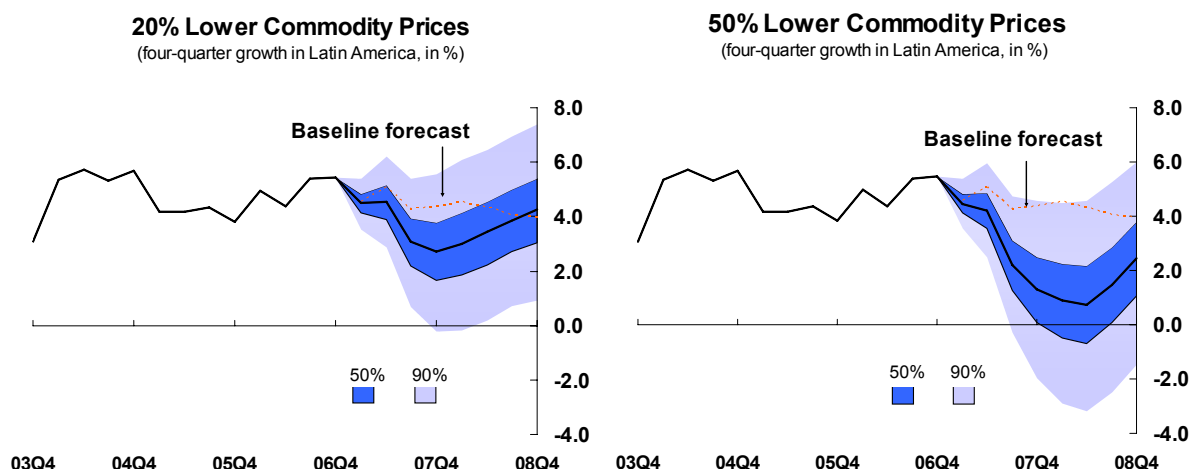 20% Lower Commodity Prices
(four-quarter growth in Latin America, in %)
8.0
Baseline forecast
6.0
4.0
2.0
0.0
50% 90%
-2.0
-4.0
03Q4 04Q4 05Q4 06Q4 07Q4 08Q4
50% Lower Commodity Prices
(four-quarter growth in Latin America, in %)
8.0
Baseline forecast
6.0
4.0
2.0
0.0
50% 90%
-2.0
-4.0
03Q4 04Q4 05Q4 06Q4 07Q4 08Q4